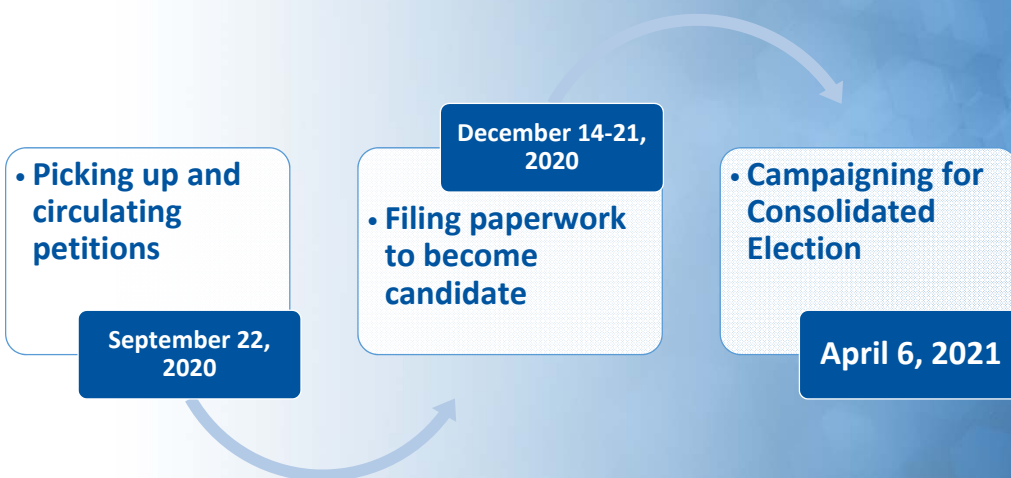 • Picking up and
circulating
petitions
September 22,
2020
December 14-21,
2020
• Filing paperwork
to become
candidate
• Campaigning for
Consolidated
Election
April 6, 2021